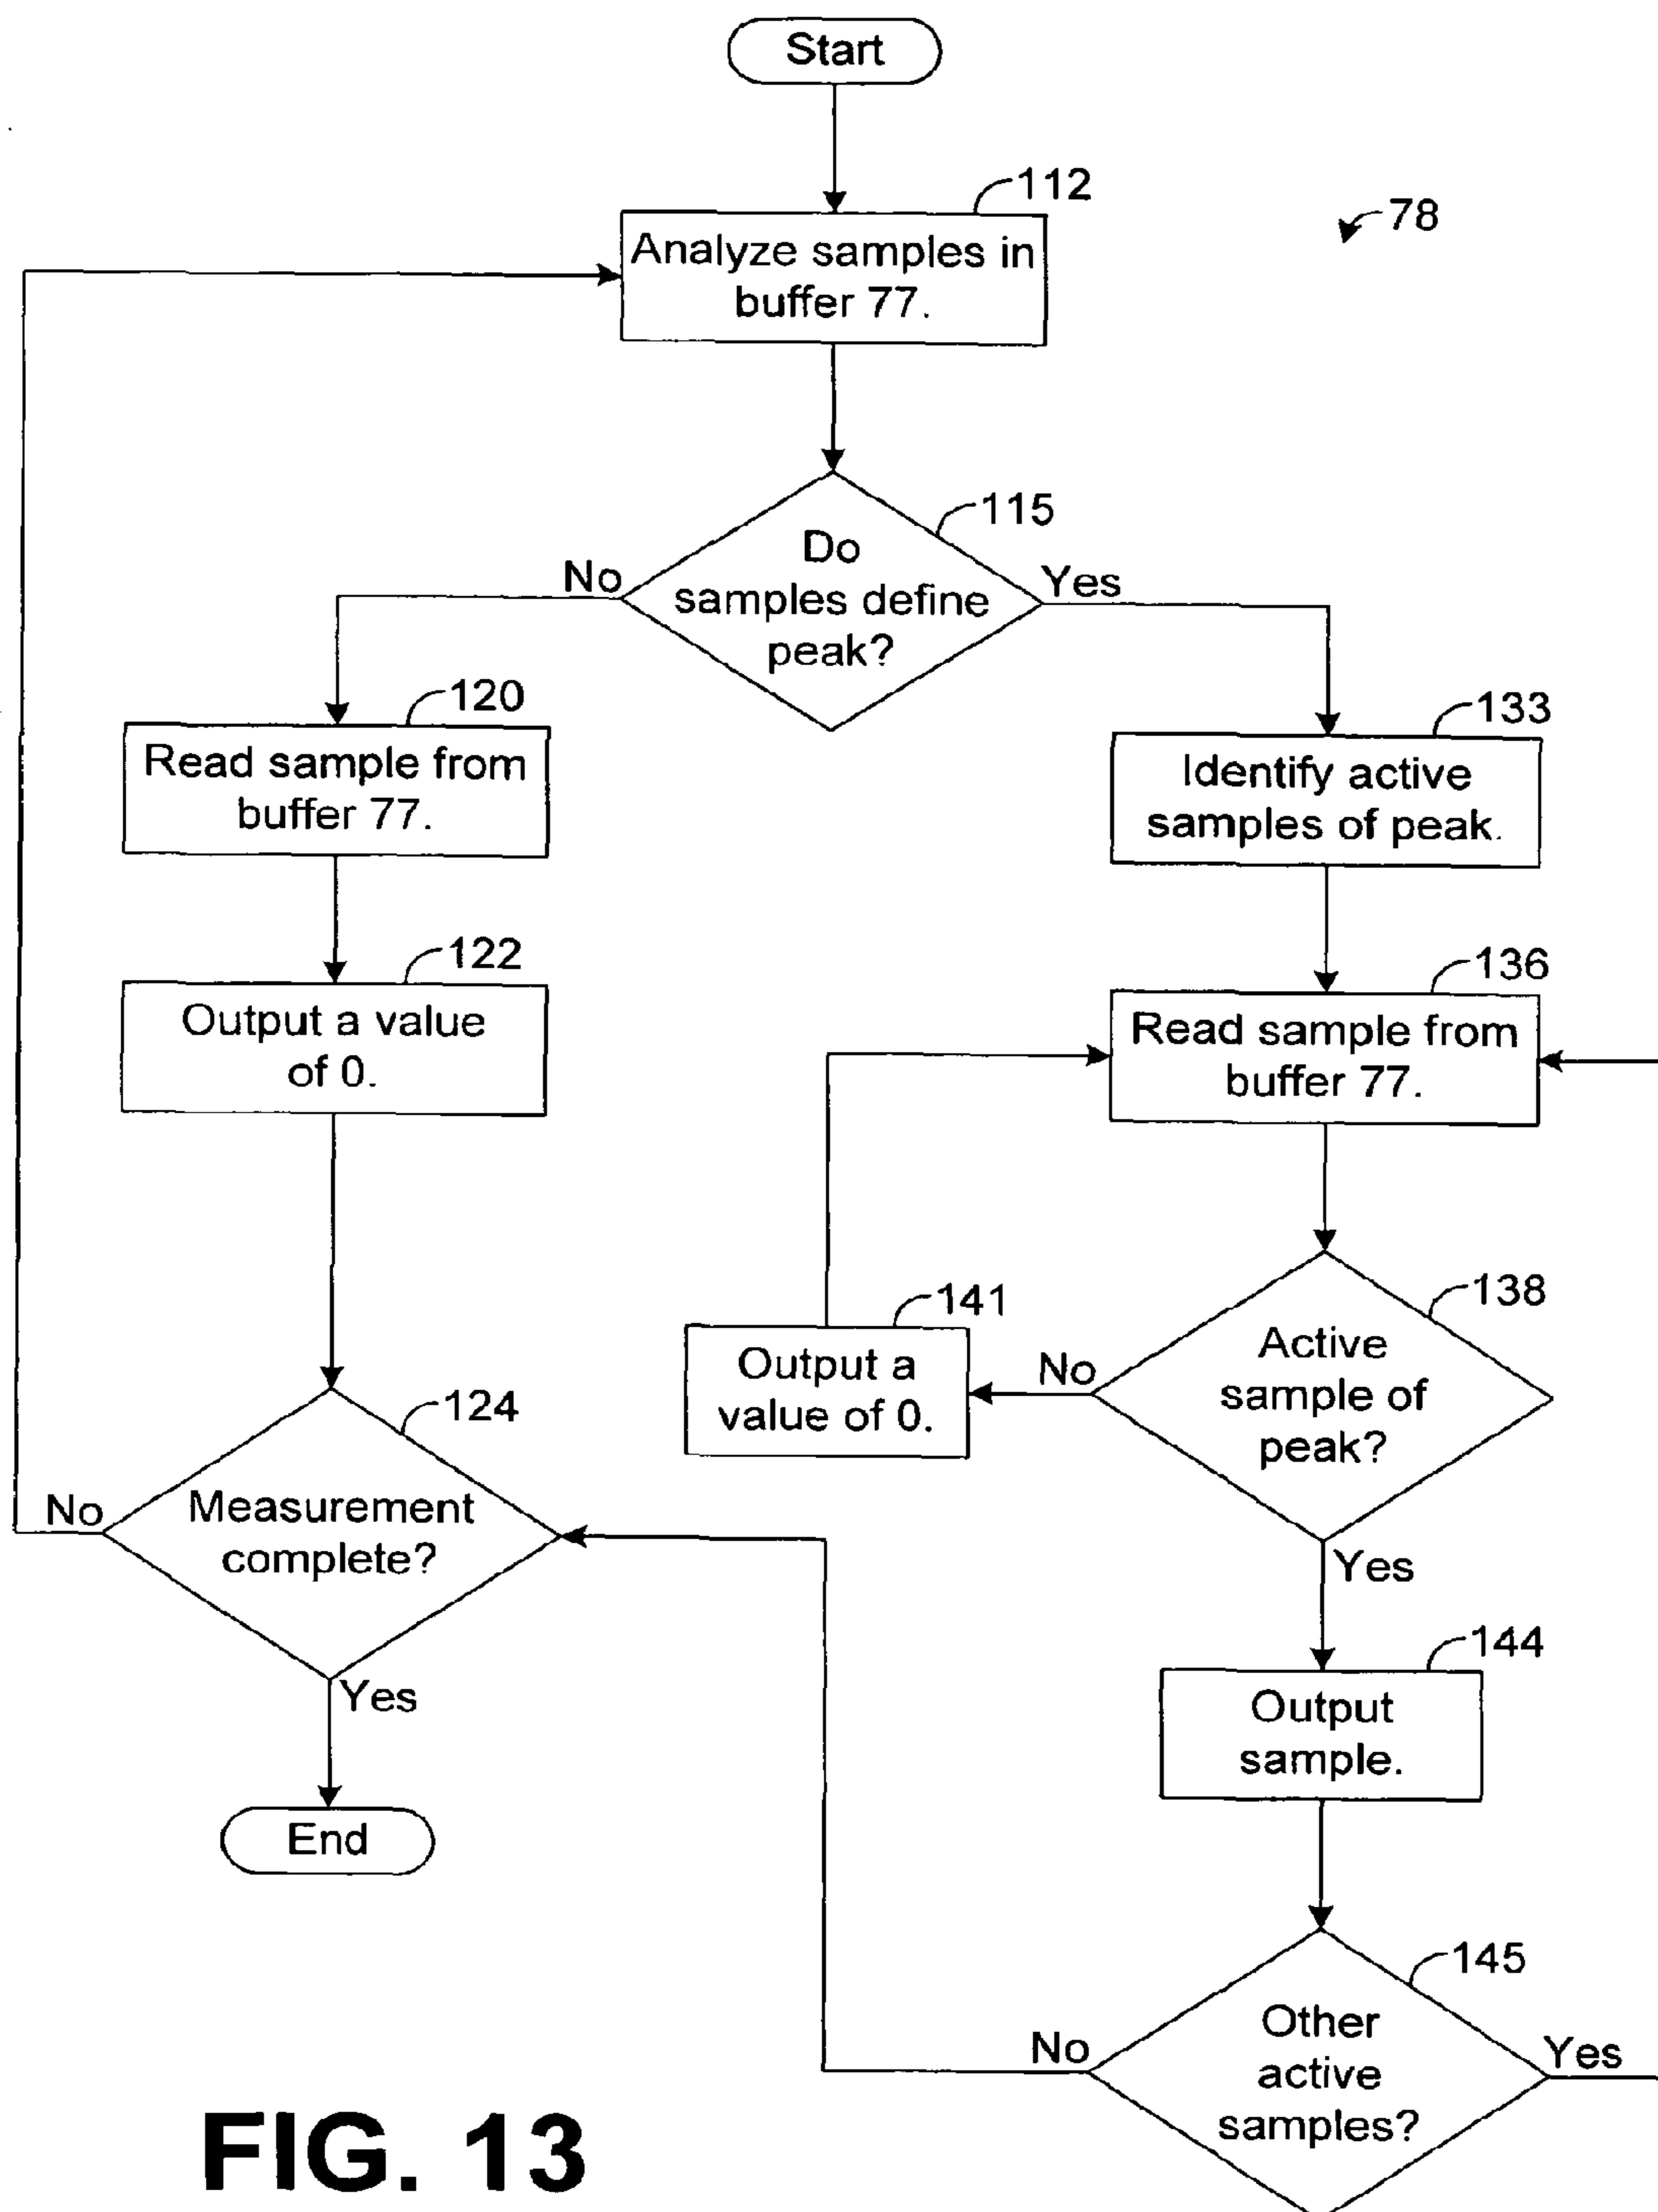 Start
112
Analyze samples in
buffer 77.
78
115
Do
samples define
peak?
No
Yes
120
Read sample from
buffer 77.
133
Identify active
samples of peak.
122
Output a value
of 0.
136
Read sample from
buffer 77.
138
Active
sample of
peak?
No
141
Output a
value of 0.
Yes
124
Measurement
complete?
No
Yes
End
144
Output
sample.
145
Other
active
samples?
No
Yes
FIG. 13